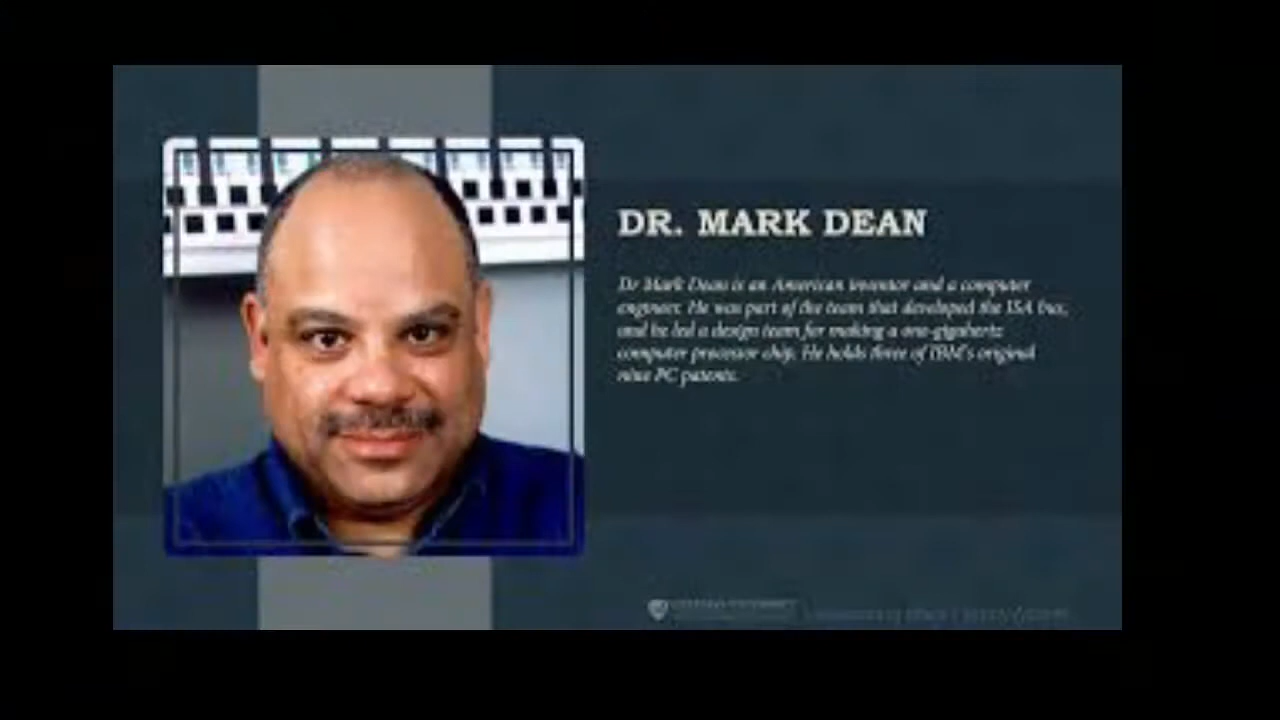 DR. MARK DEAN
Dr Mark Dean is an American inventor and a computer
engineer. He was part of the team that developed the ISA bus,
and he led a design team for making a one-gigahertz
computer processor chip. He holds three of IBM's original
nine PC patents.